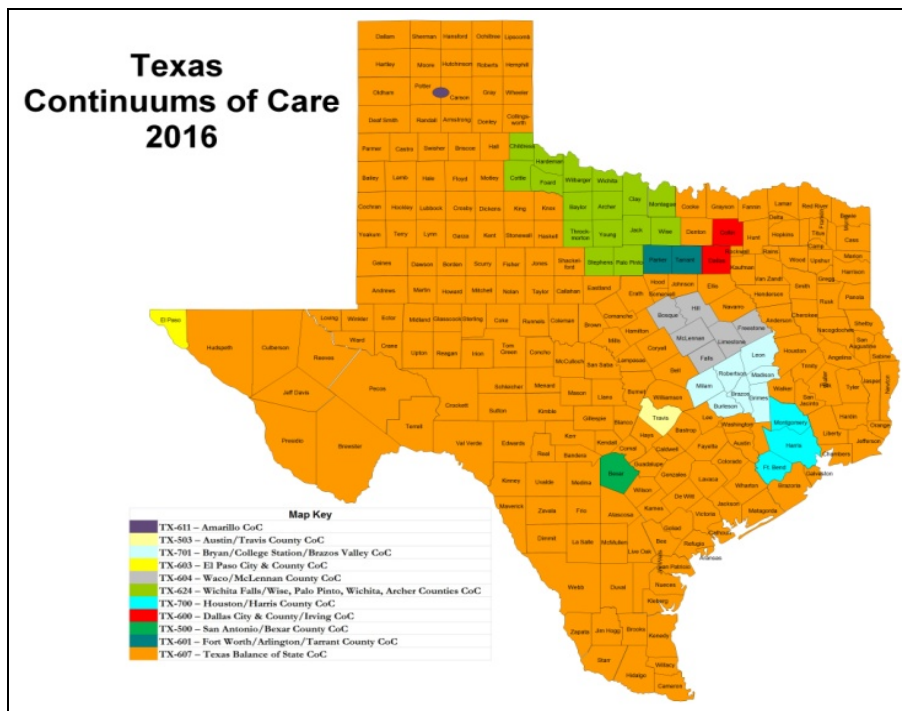 Texas
Continuums of Care
2016
Dallam Sherman Hansford Ochiltree Lipscomb
Hartley Moore Hutchinson Roberts Hemphill
Oldham Potter Carson Gray Wheeler
Deaf Smith Randall Armstrong Donley Collings-
worth
Parmer Castro Swisher Briscoe Hall Childress
Hardeman
Bailey Lamb Hale Floyd Motley Cottle Foard Wilbarger Wichita
Clay
Cochran Hockley Lubbock Crosby Dickens King Knox Baylor Archer Montague Cooke Grayson Fannin Lamar Red River
Delta
Yoakum Terry Lynn Garza Kent Stonewall Haskell Throck-
morton Young Jack Wise Denton Collin Hunt Hopkins Titus Camp Cass
Rockwall Rains Wood Upshur Marion
Gaines Dawson Borden Scurry Fisher Jones Shackel-
ford Stephens Palo Pinto Parker Tarrant Dallas Kaufman Van Zandt Smith Gregg Harrison
Andrews Martin Howard Mitchell Nolan Taylor Callahan Eastland Erath Hood Somervell Johnson Ellis Henderson Rusk Panola
El Paso Hudspeth Culberson Reeves Loving Winkler Ector Midland Glasscock Sterling Coke Runnels Coleman Brown Comanche Bosque Hill Navarro Freestone Anderson Cherokee Nacogdoches Shelby
Ward Crane Upton Reagan Irion Tom
Green Concho McCulloch Mills Hamilton McLennan Limestone Leon Houston Angelina San
Augustine Sabine
Jeff Davis Pecos Crockett Schleicher Menard San Saba Lampasas Coryell Bell Falls Robertson Madison Trinity Polk Tyler Jasper Newton
Presidio Brewster Terrell Sutton Kimble Mason Llano Burnet Williamson Milam Brazos Grimes Walker San
Jacinto Hardin
Val Verde Edwards Gillespie Blanco Travis Lee Burleson Washington Montgomery Liberty Orange
Real Kerr Kendall Hays Bastrop Fayette Austin Harris Chambers Jefferson
Kinney Uvalde Bandera Comal Caldwell Colorado Ft. Bend Galveston
Medina Bexar Guadalupe Gonzales Lavaca Wharton Brazoria
Maverick Zavala Frio Atascosa Wilson Karnes De Witt Jackson Matagorda
Dimmit La Salle McMullen Live Oak Bee Goliad Victoria Calhoun
Refugio Aransas
San Patricio
Webb Duval Nueces
Kleberg
Zapata Jim Hogg Brooks Kenedy
Starr Hidalgo Willacy
Cameron
Map Key
TX-611 – Amarillo CoC
TX-503 – Austin/Travis County CoC
TX-701 – Bryan/College Station/Brazos Valley CoC
TX-603 – El Paso City & County CoC
TX-604 – Waco/McLennan County CoC
TX-624 – Wichita Falls/Wise, Palo Pinto, Wichita, Archer Counties CoC
TX-700 – Houston/Harris County CoC
TX-600 – Dallas City & County/Irving CoC
TX-500 – San Antonio/Bexar County CoC
TX-601 – Fort Worth/Arlington/Tarrant County CoC
TX-607 – Texas Balance of State CoC